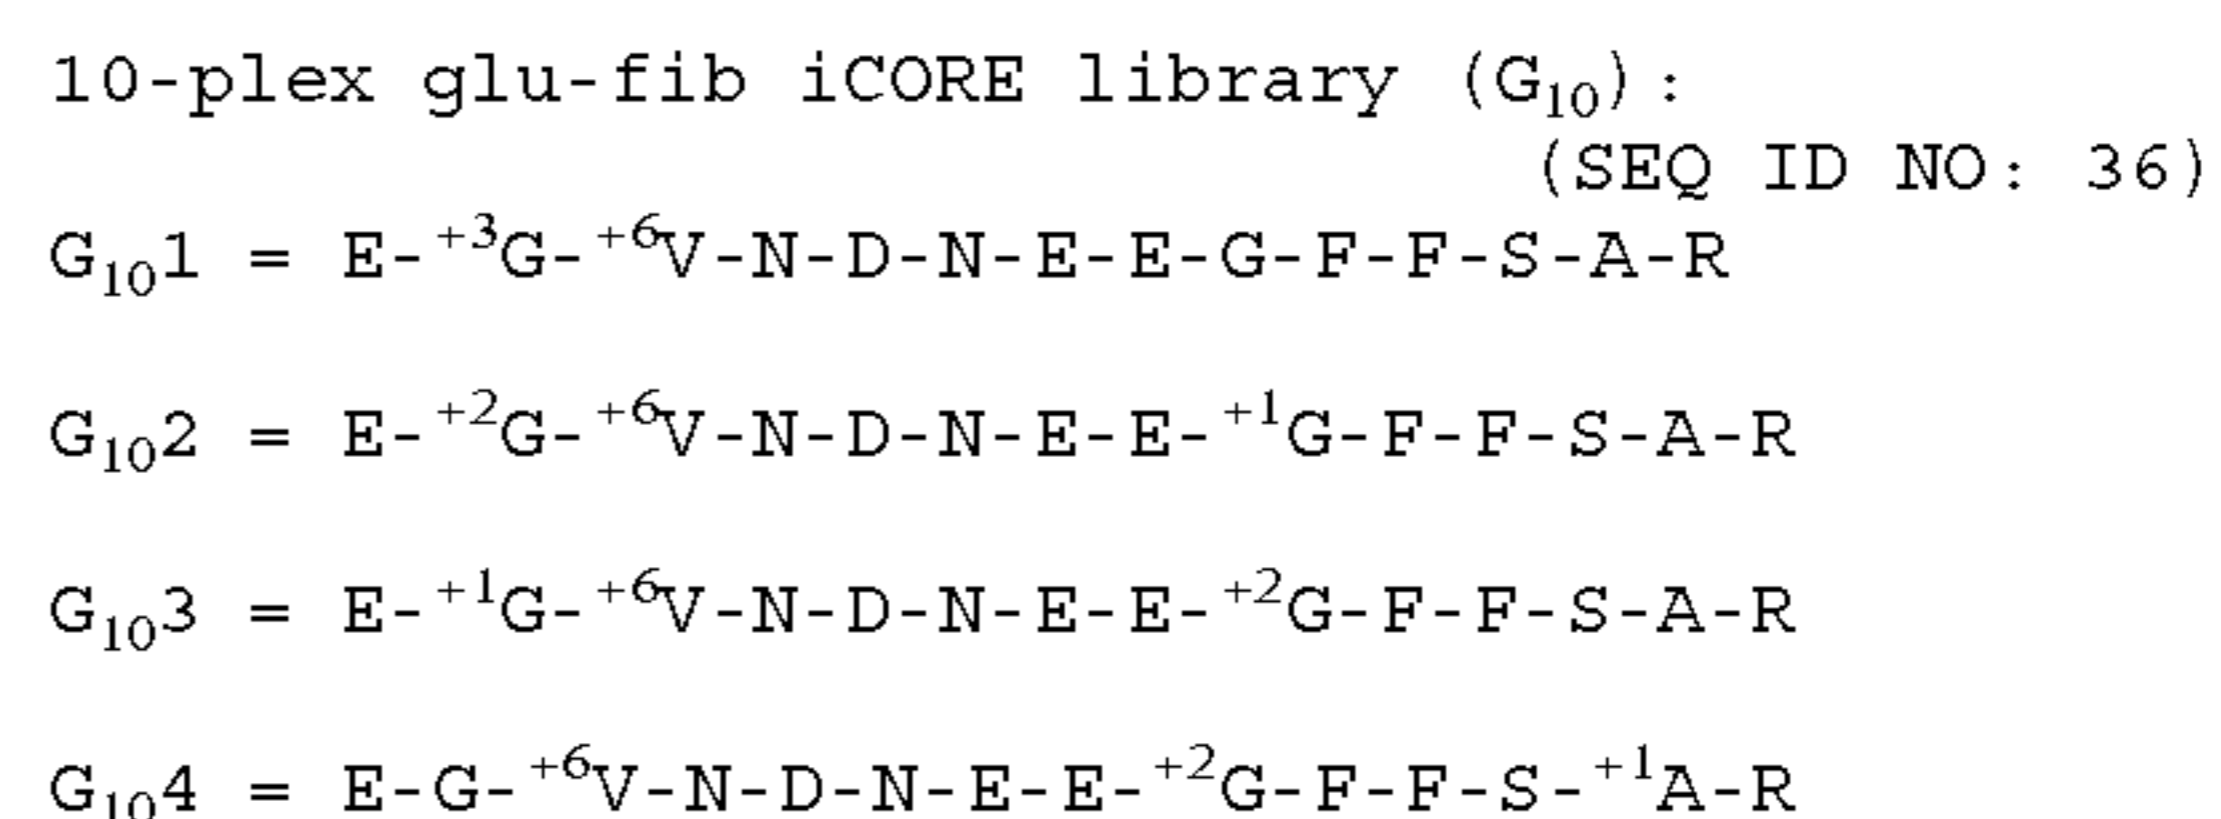 10-plex glu-fib iCORE library (G₁₀):
(SEQ ID NO: 36)
G₁₀1 = E-⁺³G-⁺⁶V-N-D-N-E-E-G-F-F-S-A-R
G₁₀2 = E-⁺²G-⁺⁶V-N-D-N-E-E-⁺¹G-F-F-S-A-R
G₁₀3 = E-⁺¹G-⁺⁶V-N-D-N-E-E-⁺²G-F-F-S-A-R
G₁₀4 = E-G-⁺⁶V-N-D-N-E-E-⁺²G-F-F-S-⁺¹A-R